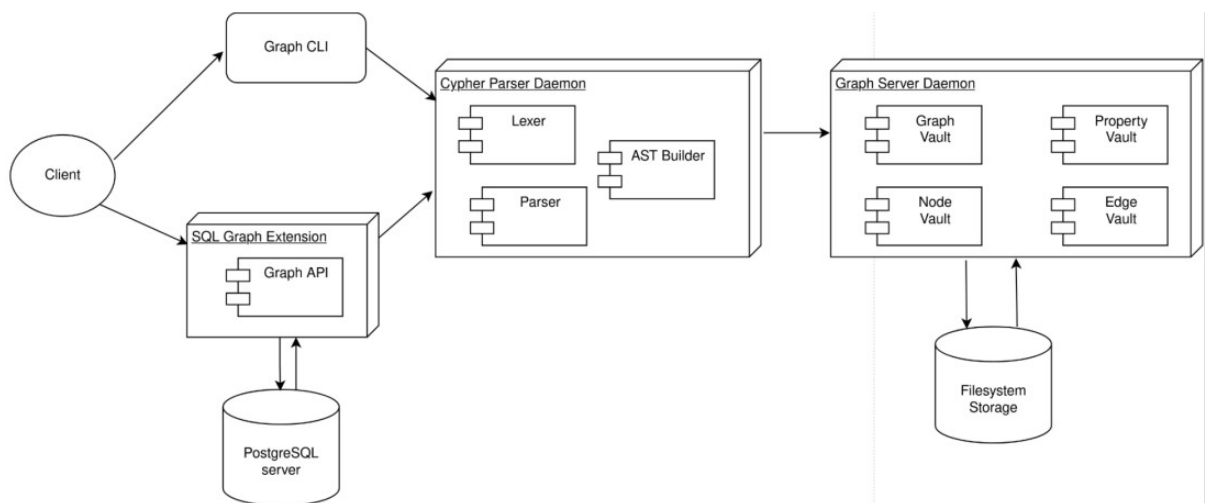 Graph CLI
Cypher Parser Daemon
Graph Server Daemon
Lexer
AST Builder
Graph
Vault
Property
Vault
Client
Parser
Node
Vault
Edge
Vault
SQL Graph Extension
Graph API
PostgreSQL
server
Filesystem
Storage